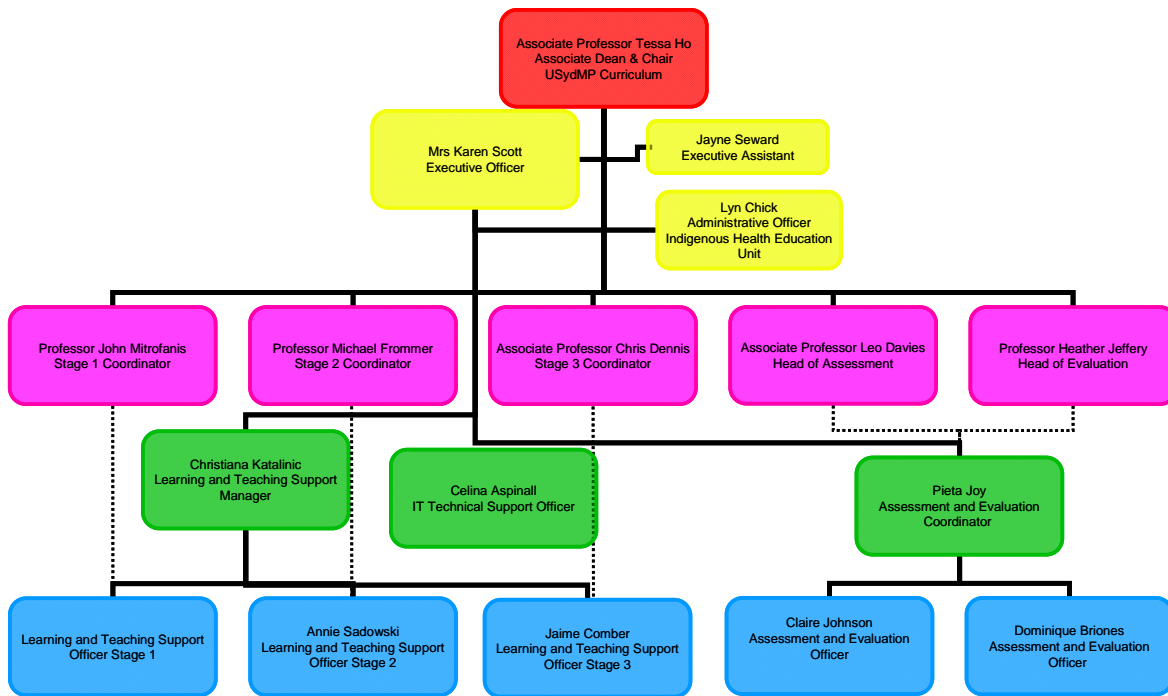 Associate Professor Tessa Ho
Associate Dean & Chair
USydMP Curriculum
Mrs Karen Scott
Executive Officer
Jayne Seward
Executive Assistant
Lyn Chick
Administrative Officer
Indigenous Health Education
Unit
Professor John Mitrofanis
Stage 1 Coordinator
Professor Michael Frommer
Stage 2 Coordinator
Associate Professor Chris Dennis
Stage 3 Coordinator
Associate Professor Leo Davies
Head of Assessment
Professor Heather Jeffery
Head of Evaluation
Christiana Katalinic
Learning and Teaching Support
Manager
Celina Aspinall
IT Technical Support Officer
Pieta Joy
Assessment and Evaluation
Coordinator
Learning and Teaching Support
Officer Stage 1
Annie Sadowski
Learning and Teaching Support
Officer Stage 2
Jaime Comber
Learning and Teaching Support
Officer Stage 3
Claire Johnson
Assessment and Evaluation
Officer
Dominique Briones
Assessment and Evaluation
Officer